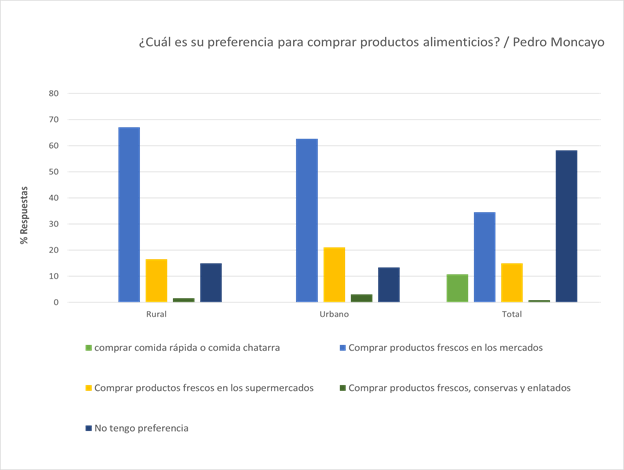 ¿Cuál es su preferencia para comprar productos alimenticios? / Pedro Moncayo
80
70
60
50
40
30
20
10
0
% Respuestas
Rural Urbano Total
comprar comida rápida o comida chatarra Comprar productos frescos en los mercados
Comprar productos frescos en los supermercados Comprar productos frescos, conservas y enlatados
No tengo preferencia